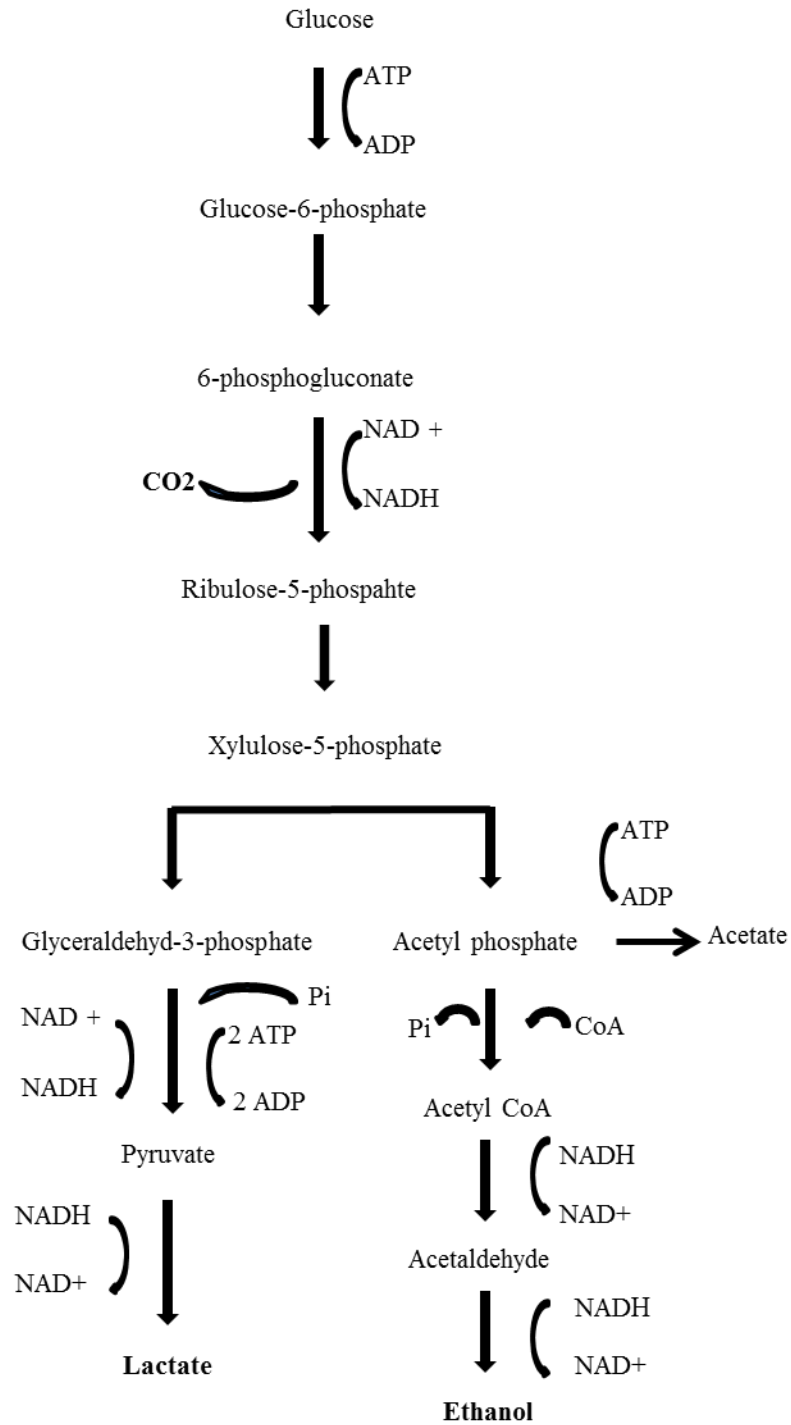 Glucose
ATP
ADP
Glucose-6-phosphate
6-phosphogluconate
NAD +
CO2
NADH
Ribulose-5-phospahte
Xylulose-5-phosphate
ATP
ADP
Glyceraldehyd-3-phosphate
Acetyl phosphate
Acetate
Pi
NAD +
2 ATP
Pi
CoA
NADH
2 ADP
Acetyl CoA
Pyruvate
NADH
NADH
NAD+
Acetaldehyde
NAD+
NADH
Lactate
NAD+
Ethanol